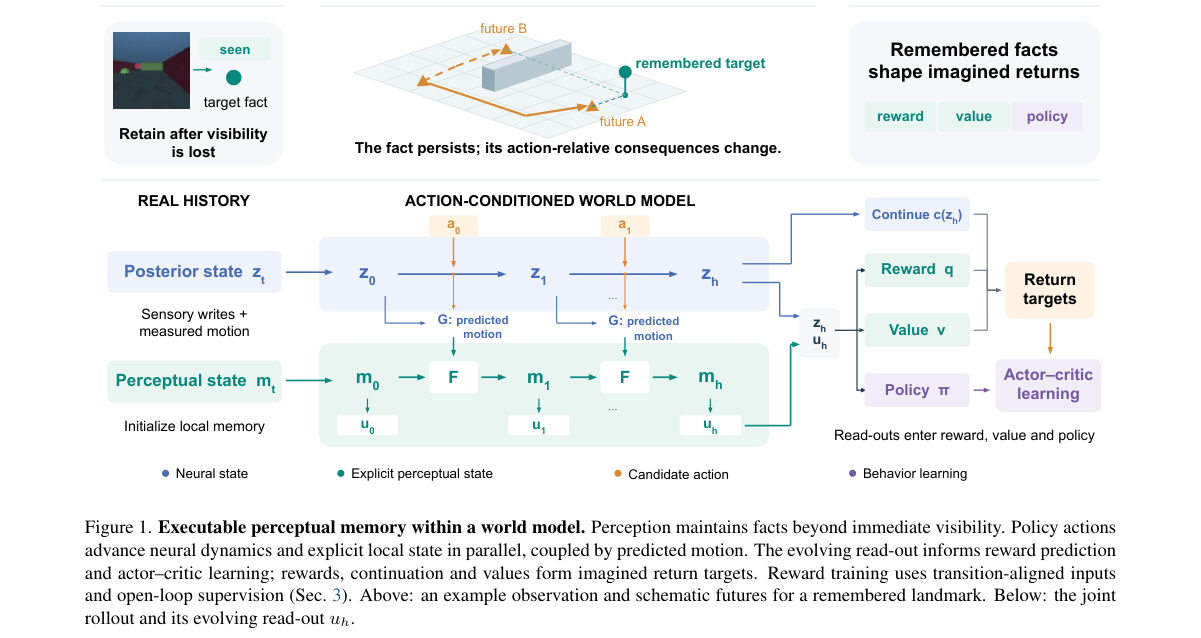 seen
target fact
Retain after visibility
is lost
future B
remembered target
future A
The fact persists; its action-relative consequences change.
Remembered facts
shape imagined returns
reward value policy
REAL HISTORY
ACTION-CONDITIONED WORLD MODEL
a0 a1
Continue c(zh)
Posterior state zt
z0 z1 zh
Reward q
Return
targets
Sensory writes +
measured motion
...
G: predicted
motion
G: predicted
motion
zh
uh
Value v
Perceptual state mt
m0 F m1 F mh
Policy π
Actor–critic
learning
Initialize local memory
u0 u1 ... uh
Read-outs enter reward, value and policy
Neural state
Explicit perceptual state
Candidate action
Behavior learning
Figure 1. Executable perceptual memory within a world model. Perception maintains facts beyond immediate visibility. Policy actions
advance neural dynamics and explicit local state in parallel, coupled by predicted motion. The evolving read-out informs reward prediction
and actor–critic learning; rewards, continuation and values form imagined return targets. Reward training uses transition-aligned inputs
and open-loop supervision (Sec. 3). Above: an example observation and schematic futures for a remembered landmark. Below: the joint
rollout and its evolving read-out uh.